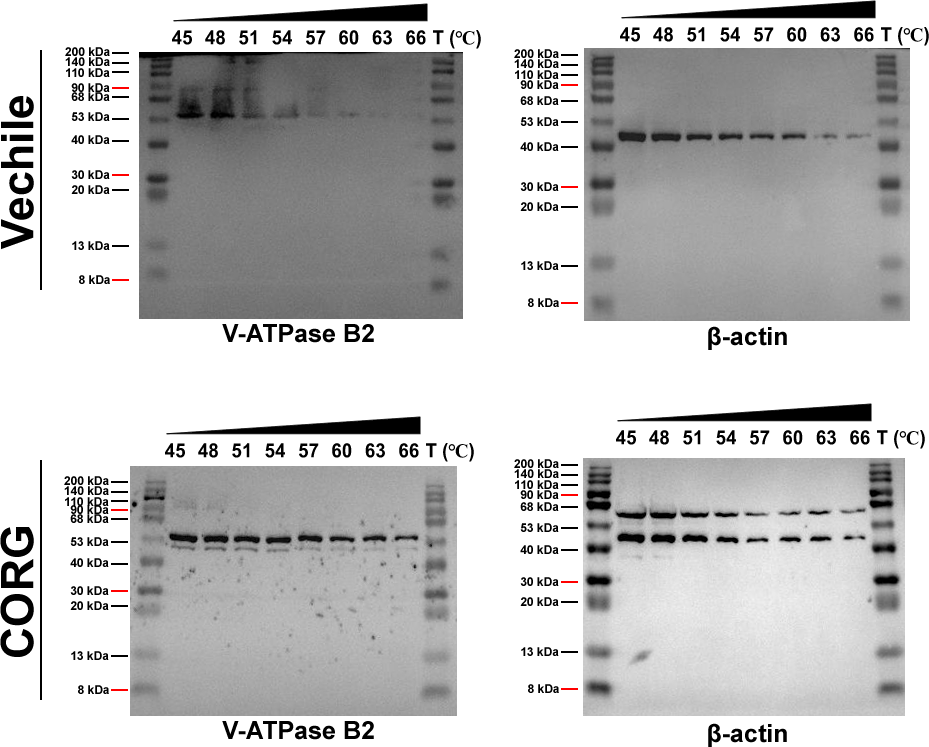 45 48 51 54 57 60 63 66 T (℃)
200 kDa
140 kDa
110 kDa
90 kDa
68 kDa
53 kDa
40 kDa
30 kDa
20 kDa
13 kDa
8 kDa
Vechile
V-ATPase B2
45 48 51 54 57 60 63 66 T (℃)
200 kDa
140 kDa
110 kDa
90 kDa
68 kDa
53 kDa
40 kDa
30 kDa
20 kDa
13 kDa
8 kDa
β-actin
45 48 51 54 57 60 63 66 T (℃)
200 kDa
140 kDa
110 kDa
90 kDa
68 kDa
53 kDa
40 kDa
30 kDa
20 kDa
13 kDa
8 kDa
CORG
V-ATPase B2
45 48 51 54 57 60 63 66 T (℃)
200 kDa
140 kDa
110 kDa
90 kDa
68 kDa
53 kDa
40 kDa
30 kDa
20 kDa
13 kDa
8 kDa
β-actin